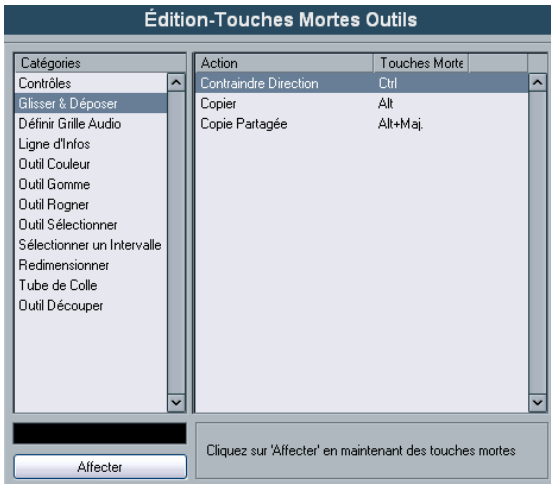 Édition-Touches Mortes Outils
Catégories
Contrôles
Glisser & Déposer
Définir Grille Audio
Ligne d'Infos
Outil Couleur
Outil Gomme
Outil Rogner
Outil Sélectionner
Sélectionner un Intervalle
Redimensionner
Tube de Colle
Outil Découper
Action Touches Morte
Contraindre Direction Ctrl
Copier Alt
Copie Partagée Alt+Maj.
Affecter
Cliquez sur 'Affecter' en maintenant des touches mortes